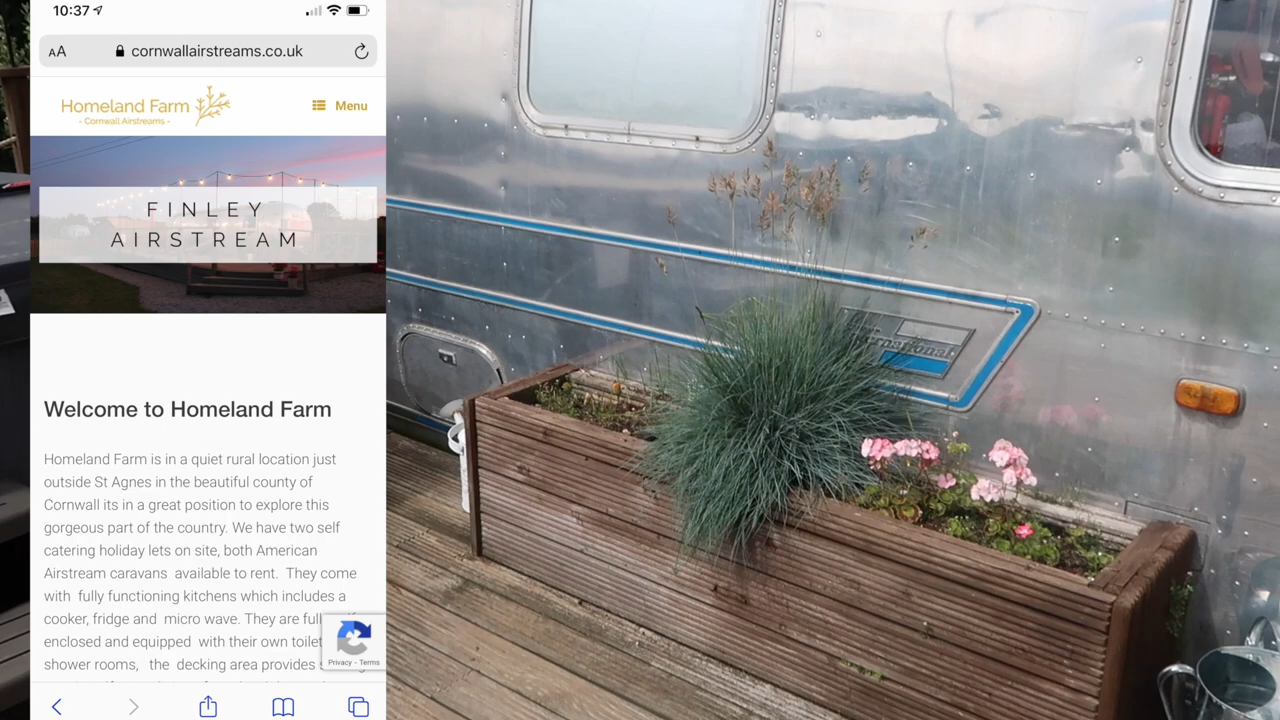 10:37
AA cornwallairstreams.co.uk
Homeland Farm
- Cornwall Airstreams -
Menu
FINLEY
AIRSTREAM
Welcome to Homeland Farm
Homeland Farm is in a quiet rural location just
outside St Agnes in the beautiful county of
Cornwall its in a great position to explore this
gorgeous part of the country. We have two self
catering holiday lets on site, both American
Airstream caravans available to rent. They come
with fully functioning kitchens which includes a
cooker, fridge and micro wave. They are
enclosed and equipped with their own toilet
shower rooms, the decking area provides
Privacy - Terms